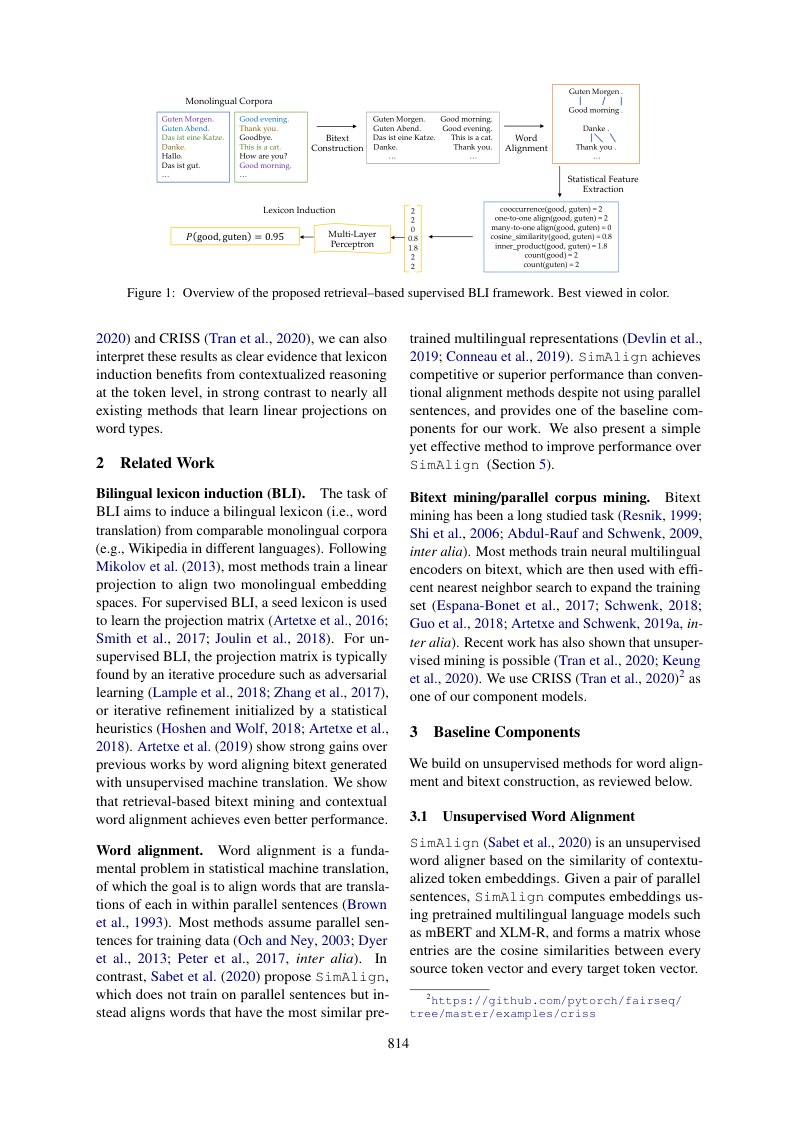 Monolingual Corpora
Guten Morgen.
Guten Abend.
Das ist eine Katze.
Danke.
Hallo.
Das ist gut.
…
Good evening.
Thank you.
Goodbye.
This is a cat.
How are you?
Good morning.
…
Bitext
Construction
Guten Morgen. Good morning.
Guten Abend. Good evening.
Das ist eine Katze. This is a cat.
Danke. Thank you.
… …
Word
Alignment
Guten Morgen .
Good morning .
Danke .
Thank you .
…
Statistical Feature
Extraction
cooccurrence(good, guten) = 2
one-to-one align(good, guten) = 2
many-to-one align(good, guten) = 0
cosine_similarity(good, guten) = 0.8
inner_product(good, guten) = 1.8
count(good) = 2
count(guten) = 2
2
2
0
0.8
1.8
2
2
Lexicon Induction
Multi-Layer
Perceptron
P(good, guten) = 0.95
Figure 1: Overview of the proposed retrieval–based supervised BLI framework. Best viewed in color.
2020) and CRISS (Tran et al., 2020), we can also
interpret these results as clear evidence that lexicon
induction benefits from contextualized reasoning
at the token level, in strong contrast to nearly all
existing methods that learn linear projections on
word types.
2 Related Work
Bilingual lexicon induction (BLI). The task of
BLI aims to induce a bilingual lexicon (i.e., word
translation) from comparable monolingual corpora
(e.g., Wikipedia in different languages). Following
Mikolov et al. (2013), most methods train a linear
projection to align two monolingual embedding
spaces. For supervised BLI, a seed lexicon is used
to learn the projection matrix (Artetxe et al., 2016;
Smith et al., 2017; Joulin et al., 2018). For un-
supervised BLI, the projection matrix is typically
found by an iterative procedure such as adversarial
learning (Lample et al., 2018; Zhang et al., 2017),
or iterative refinement initialized by a statistical
heuristics (Hoshen and Wolf, 2018; Artetxe et al.,
2018). Artetxe et al. (2019) show strong gains over
previous works by word aligning bitext generated
with unsupervised machine translation. We show
that retrieval-based bitext mining and contextual
word alignment achieves even better performance.
Word alignment. Word alignment is a funda-
mental problem in statistical machine translation,
of which the goal is to align words that are transla-
tions of each in within parallel sentences (Brown
et al., 1993). Most methods assume parallel sen-
tences for training data (Och and Ney, 2003; Dyer
et al., 2013; Peter et al., 2017, inter alia). In
contrast, Sabet et al. (2020) propose SimAlign,
which does not train on parallel sentences but in-
stead aligns words that have the most similar pre-
trained multilingual representations (Devlin et al.,
2019; Conneau et al., 2019). SimAlign achieves
competitive or superior performance than conven-
tional alignment methods despite not using parallel
sentences, and provides one of the baseline com-
ponents for our work. We also present a simple
yet effective method to improve performance over
SimAlign (Section 5).
Bitext mining/parallel corpus mining. Bitext
mining has been a long studied task (Resnik, 1999;
Shi et al., 2006; Abdul-Rauf and Schwenk, 2009,
inter alia). Most methods train neural multilingual
encoders on bitext, which are then used with effi-
cent nearest neighbor search to expand the training
set (Espana-Bonet et al., 2017; Schwenk, 2018;
Guo et al., 2018; Artetxe and Schwenk, 2019a, in-
ter alia). Recent work has also shown that unsuper-
vised mining is possible (Tran et al., 2020; Keung
et al., 2020). We use CRISS (Tran et al., 2020)2 as
one of our component models.
3 Baseline Components
We build on unsupervised methods for word align-
ment and bitext construction, as reviewed below.
3.1 Unsupervised Word Alignment
SimAlign (Sabet et al., 2020) is an unsupervised
word aligner based on the similarity of contextu-
alized token embeddings. Given a pair of parallel
sentences, SimAlign computes embeddings us-
ing pretrained multilingual language models such
as mBERT and XLM-R, and forms a matrix whose
entries are the cosine similarities between every
source token vector and every target token vector.
2https://github.com/pytorch/fairseq/
tree/master/examples/criss
814